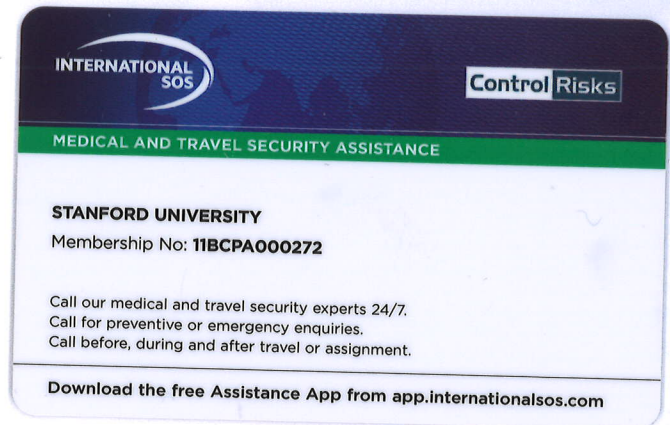 INTERNATIONAL
SOS
Control Risks
MEDICAL AND TRAVEL SECURITY ASSISTANCE
STANFORD UNIVERSITY
Membership No: 11BCPA000272
Call our medical and travel security experts 24/7.
Call for preventive or emergency enquiries.
Call before, during and after travel or assignment.
Download the free Assistance App from app.internationalsos.com